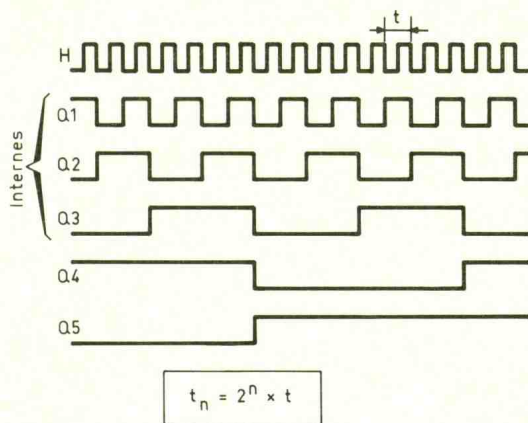 t
H
Internes
Q1
Q2
Q3
Q4
Q5
tn = 2ⁿ × t